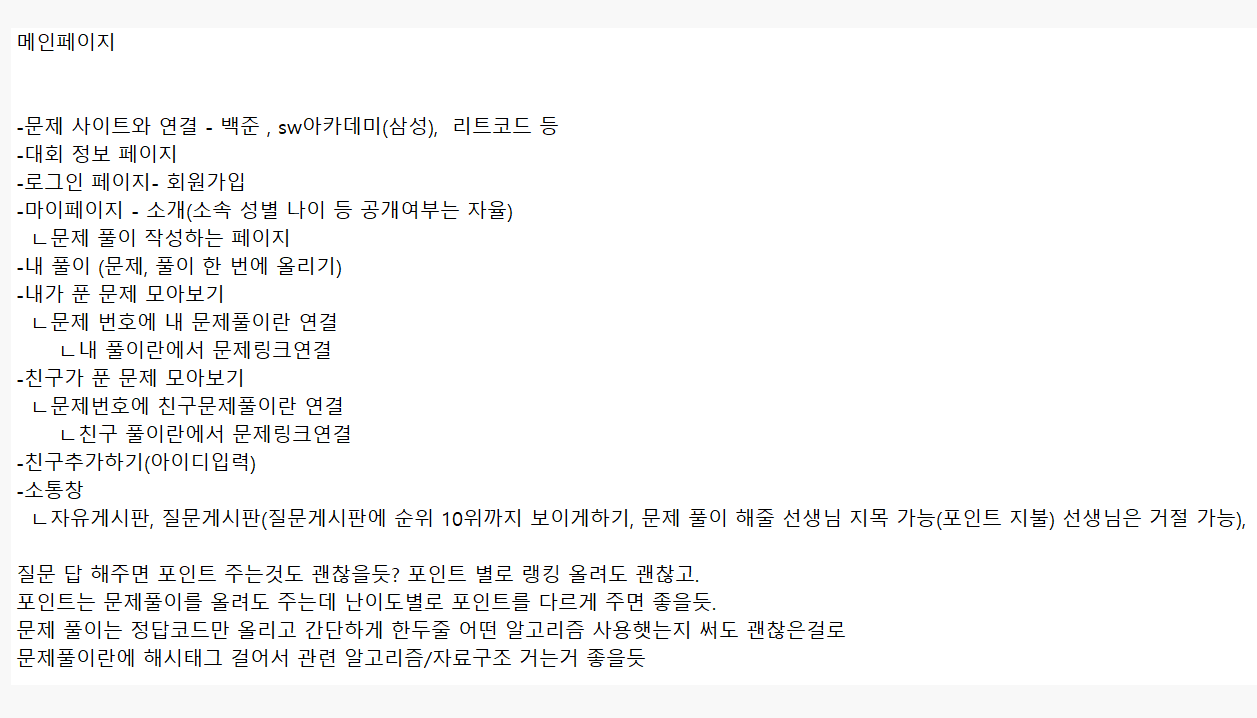 메인페이지
-문제 사이트와 연결 - 백준 , sw아카데미(삼성),  리트코드 등
-대회 정보 페이지
-로그인 페이지- 회원가입
-마이페이지 - 소개(소속 성별 나이 등 공개여부는 자율)
ㄴ문제 풀이 작성하는 페이지
-내 풀이 (문제, 풀이 한 번에 올리기)
-내가 푼 문제 모아보기
ㄴ문제 번호에 내 문제풀이란 연결
ㄴ내 풀이란에서 문제링크연결
-친구가 푼 문제 모아보기
ㄴ문제번호에 친구문제풀이란 연결
ㄴ친구 풀이란에서 문제링크연결
-친구추가하기(아이디입력)
-소통창
ㄴ자유게시판, 질문게시판(질문게시판에 순위 10위까지 보이게하기, 문제 풀이 해줄 선생님 지목 가능(포인트 지불) 선생님은 거절 가능),
질문 답 해주면 포인트 주는것도 괜찮을듯? 포인트 별로 랭킹 올려도 괜찮고.
포인트는 문제풀이를 올려도 주는데 난이도별로 포인트를 다르게 주면 좋을듯.
문제 풀이는 정답코드만 올리고 간단하게 한두줄 어떤 알고리즘 사용햇는지 써도 괜찮은걸로
문제풀이란에 해시태그 걸어서 관련 알고리즘/자료구조 거는거 좋을듯